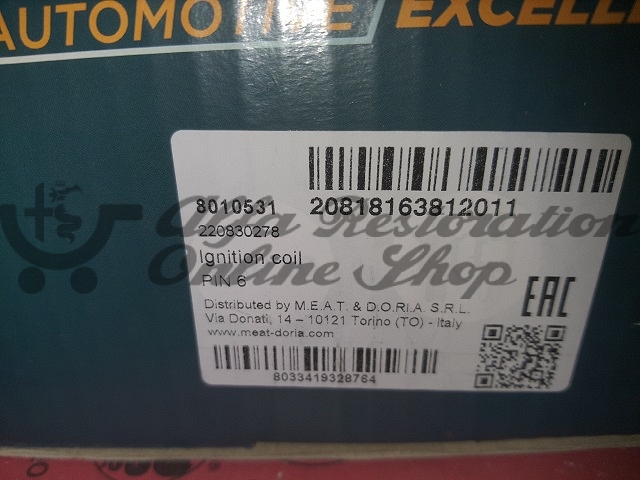 AUTOMOTIVE / EXCELLE
8010531 20818163812011
220830278
Ignition coil
PIN 6
Distributed by M.E.A.T. & D.O.R.I.A. S.R.L.
Via Donati, 14 – 10121 Torino (TO) - Italy
www.meat-doria.com
8033419328764
EAC
Alfa Restoration
Online Shop